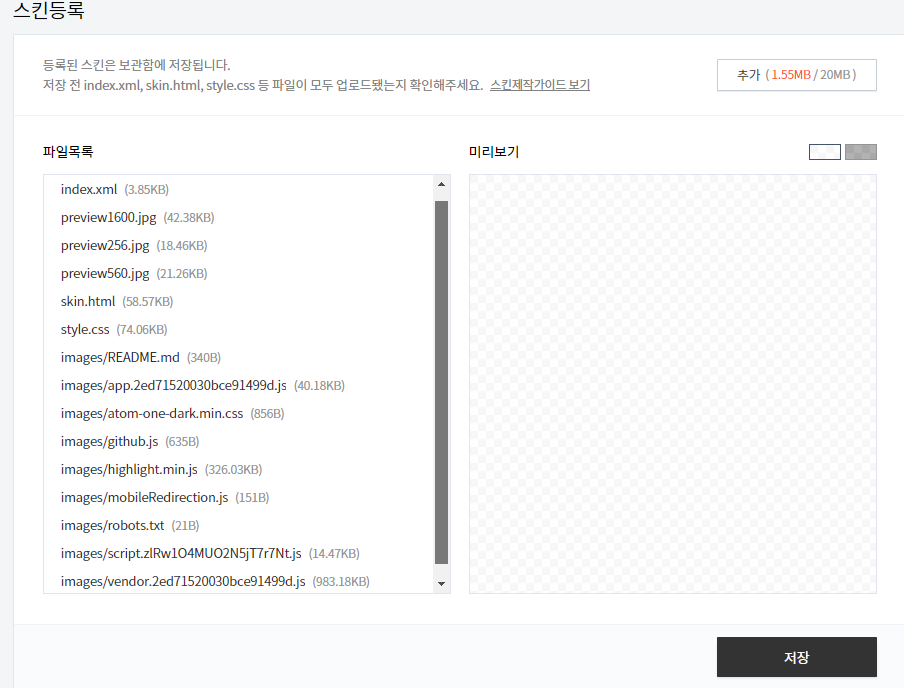 스킨등록
등록된 스킨은 보관함에 저장됩니다.
저장 전 index.xml, skin.html, style.css 등 파일이 모두 업로드됐는지 확인해주세요. 스킨제작가이드 보기
추가 ( 1.55MB / 20MB )
파일목록
미리보기
index.xml (3.85KB)
preview1600.jpg (42.38KB)
preview256.jpg (18.46KB)
preview560.jpg (21.26KB)
skin.html (58.57KB)
style.css (74.06KB)
images/README.md (340B)
images/app.2ed71520030bce91499d.js (40.18KB)
images/atom-one-dark.min.css (856B)
images/github.js (635B)
images/highlight.min.js (326.03KB)
images/mobileRedirection.js (151B)
images/robots.txt (21B)
images/script.zlRw1O4MUO2N5jT7r7Nt.js (14.47KB)
images/vendor.2ed71520030bce91499d.js (983.18KB)
저장